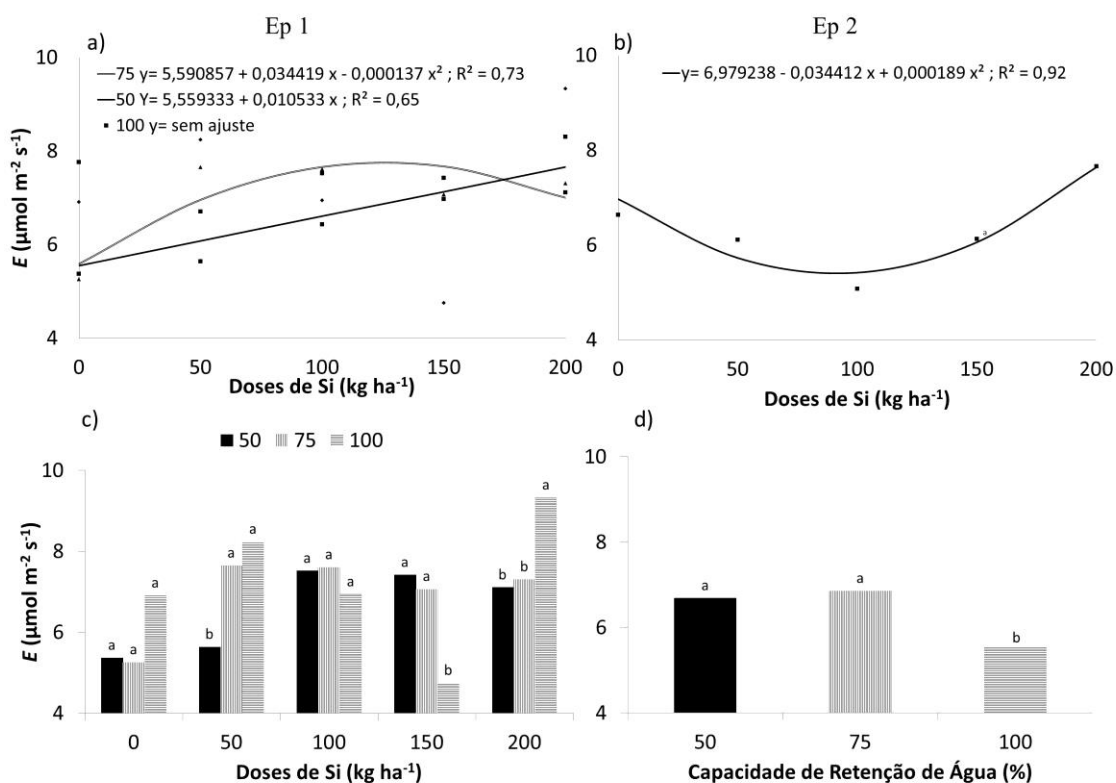 Ep 1
Ep 2
a)
10
8
6
4
E (µmol m⁻² s⁻¹)
75 y= 5,590857 + 0,034419 x - 0,000137 x² ; R² = 0,73
50 Y= 5,559333 + 0,010533 x ; R² = 0,65
100 y= sem ajuste
0 50 100 150 200
Doses de Si (kg ha⁻¹)
b)
10
8
6
4
y= 6,979238 - 0,034412 x + 0,000189 x² ; R² = 0,92
a
0 50 100 150 200
Doses de Si (kg ha⁻¹)
c)
50 75 100
10
8
6
4
E (µmol m⁻² s⁻¹)
a a a
b a a
a a a
a a b
b b a
0 50 100 150 200
Doses de Si (kg ha⁻¹)
d)
10
8
6
4
a a b
50 75 100
Capacidade de Retenção de Água (%)